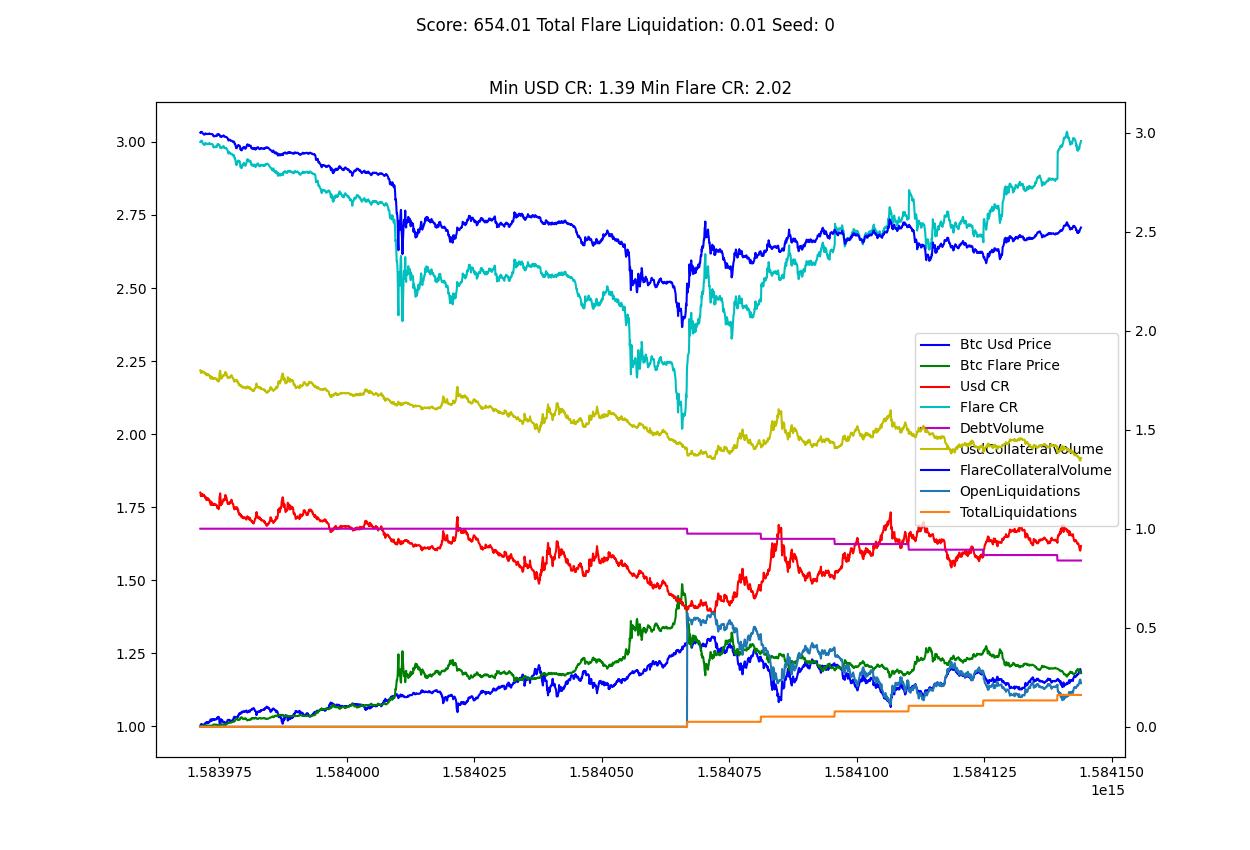 Score: 654.01 Total Flare Liquidation: 0.01 Seed: 0
Min USD CR: 1.39 Min Flare CR: 2.02
3.00
2.75
2.50
2.25
2.00
1.75
1.50
1.25
1.00
3.0
2.5
2.0
1.5
1.0
0.5
0.0
Btc Usd Price
Btc Flare Price
Usd CR
Flare CR
DebtVolume
UsdCollateralVolume
FlareCollateralVolume
OpenLiquidations
TotalLiquidations
1.583975 1.584000 1.584025 1.584050 1.584075 1.584100 1.584125 1.584150
1e15